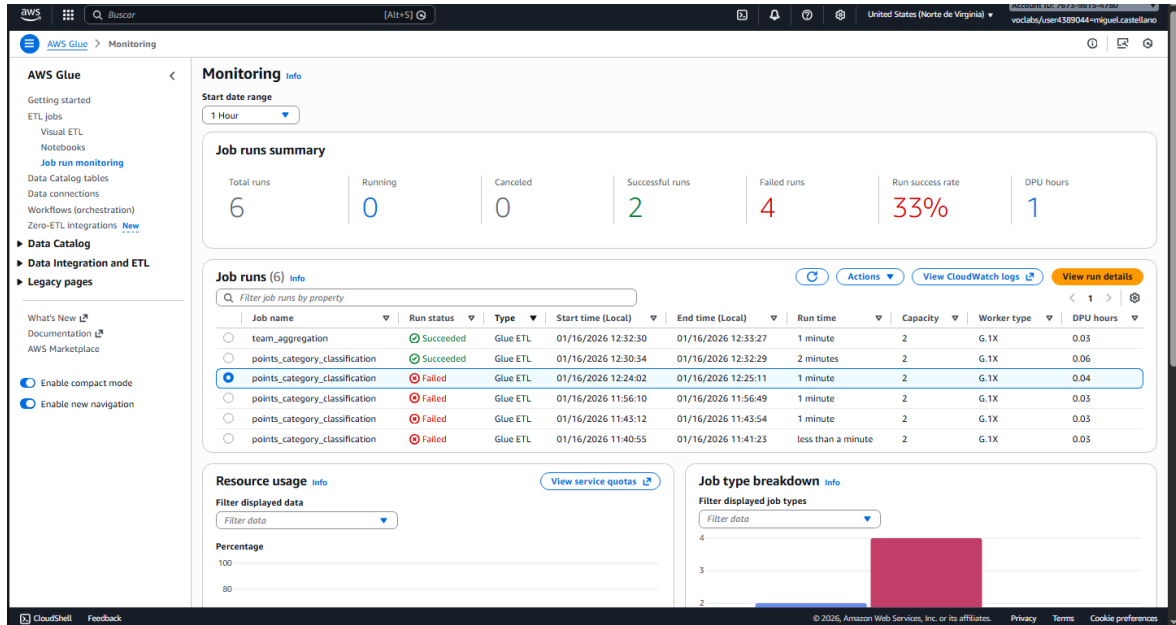 aws
Buscar [Alt+S] United States (Norte de Virginia) ▼
voclabs/user4389044=miguel.castellano
AWS Glue > Monitoring
AWS Glue
Getting started
ETL jobs
Visual ETL
Notebooks
Job run monitoring
Data Catalog tables
Data connections
Workflows (orchestration)
Zero-ETL integrations New
Data Catalog
Data Integration and ETL
Legacy pages
What's New
Documentation
AWS Marketplace
Enable compact mode
Enable new navigation
Monitoring Info
Start date range
1 Hour
Job runs summary
Total runs Running Canceled Successful runs Failed runs Run success rate DPU hours
6 0 0 2 4 33% 1
Job runs (6) Info Actions View CloudWatch logs View run details
Filter job runs by property < 1 >
Job name Run status Type Start time (Local) End time (Local) Run time Capacity Worker type DPU hours
team_aggregation Succeeded Glue ETL 01/16/2026 12:32:30 01/16/2026 12:33:27 1 minute 2 G.1X 0.03
points_category_classification Succeeded Glue ETL 01/16/2026 12:30:34 01/16/2026 12:32:29 2 minutes 2 G.1X 0.06
points_category_classification Failed Glue ETL 01/16/2026 12:24:02 01/16/2026 12:25:11 1 minute 2 G.1X 0.04
points_category_classification Failed Glue ETL 01/16/2026 11:56:10 01/16/2026 11:56:49 1 minute 2 G.1X 0.03
points_category_classification Failed Glue ETL 01/16/2026 11:43:12 01/16/2026 11:43:54 1 minute 2 G.1X 0.03
points_category_classification Failed Glue ETL 01/16/2026 11:40:55 01/16/2026 11:41:23 less than a minute 2 G.1X 0.03
Resource usage Info View service quotas
Filter displayed data
Filter data
Percentage
100
80
Job type breakdown Info
Filter displayed job types
Filter data
4
3
2
CloudShell Feedback © 2026, Amazon Web Services, Inc. or its affiliates. Privacy Terms Cookie preferences